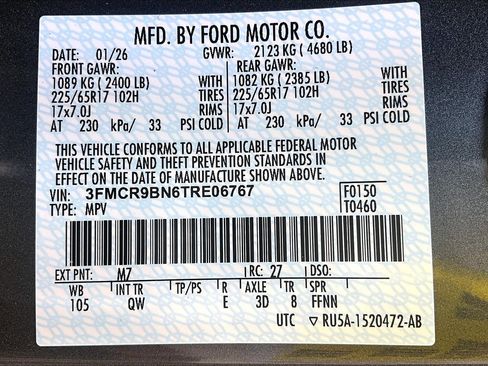 MFD. BY FORD MOTOR CO.
DATE: 01/26 GVWR: 2123 KG ( 4680 LB)
FRONT GAWR: REAR GAWR:
1089 KG ( 2400 LB) WITH 1082 KG ( 2385 LB) WITH
225/65R17 102H TIRES 225/65R17 102H TIRES
17x7.0J RIMS 17x7.0J RIMS
AT 230 kPa/ 33 PSI COLD AT 230 kPa/ 33 PSI COLD
THIS VEHICLE CONFORMS TO ALL APPLICABLE FEDERAL MOTOR
VEHICLE SAFETY AND THEFT PREVENTION STANDARDS IN
EFFECT ON THE DATE OF MANUFACTURE SHOWN ABOVE.
VIN: 3FMCR9BN6TRE06767 F0150
TYPE: MPV T0460
EXT PNT: M7 RC: 27 DSO:
WB INT TR TP/PS R AXLE TR SPR
105 QW E 3D 8 FFNN
UTC ▽ RU5A-1520472-AB